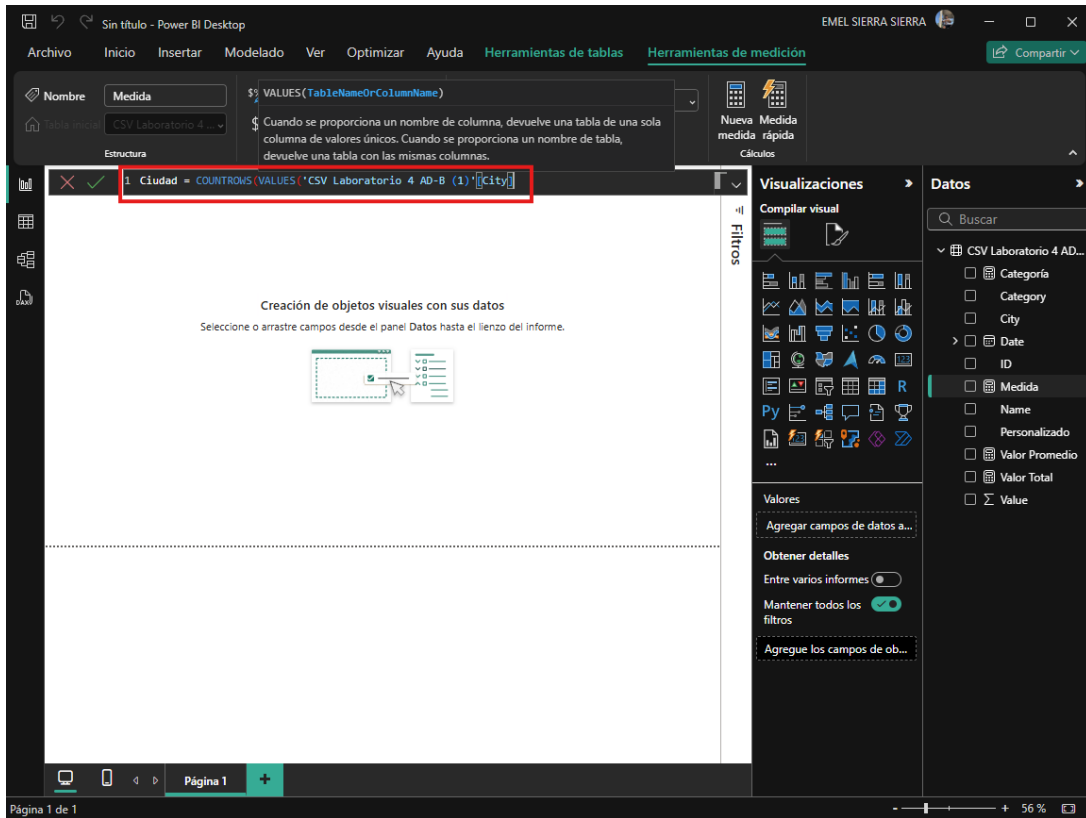 Sin título - Power BI Desktop
EMEL SIERRA SIERRA
Archivo Inicio Insertar Modelado Ver Optimizar Ayuda Herramientas de tablas Herramientas de medición
Compartir
Nombre Medida
Tabla inicial CSV Laboratorio 4 ...
Estructura
$%
$
VALUES(TableNameOrColumnName)
Cuando se proporciona un nombre de columna, devuelve una tabla de una sola
columna de valores únicos. Cuando se proporciona un nombre de tabla,
devuelve una tabla con las mismas columnas.
Nueva Medida
medida rápida
Cálculos
1 Ciudad = COUNTROWS(VALUES('CSV Laboratorio 4 AD-B (1)'[City]
Creación de objetos visuales con sus datos
Seleccione o arrastre campos desde el panel Datos hasta el lienzo del informe.
Filtros
Visualizaciones
Compilar visual
123
R
Py
...
Valores
Agregar campos de datos a...
Obtener detalles
Entre varios informes
Mantener todos los
filtros
Agregue los campos de ob...
Datos
Buscar
CSV Laboratorio 4 AD...
Categoría
Category
City
Date
ID
Medida
Name
Personalizado
Valor Promedio
Valor Total
Value
DAX
Página 1
+
Página 1 de 1
- + 56 %